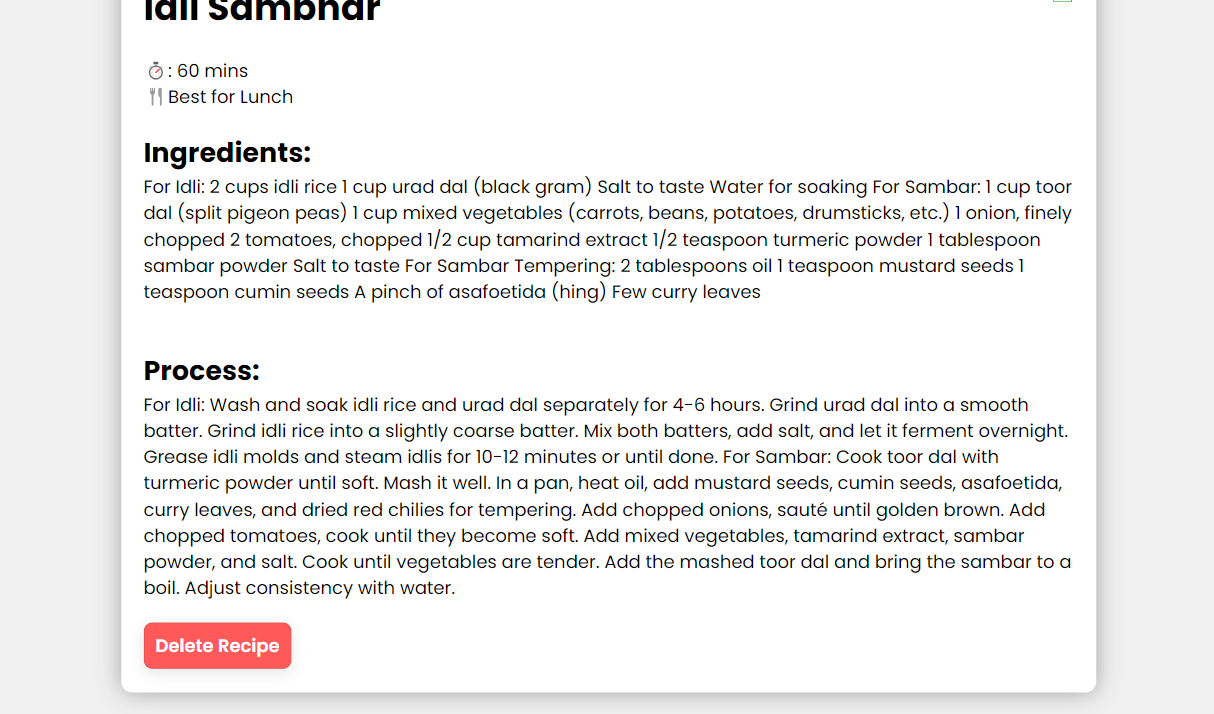 Idli Sambhar
: 60 mins
Best for Lunch
Ingredients:
For Idli: 2 cups idli rice 1 cup urad dal (black gram) Salt to taste Water for soaking For Sambar: 1 cup toor
dal (split pigeon peas) 1 cup mixed vegetables (carrots, beans, potatoes, drumsticks, etc.) 1 onion, finely
chopped 2 tomatoes, chopped 1/2 cup tamarind extract 1/2 teaspoon turmeric powder 1 tablespoon
sambar powder Salt to taste For Sambar Tempering: 2 tablespoons oil 1 teaspoon mustard seeds 1
teaspoon cumin seeds A pinch of asafoetida (hing) Few curry leaves
Process:
For Idli: Wash and soak idli rice and urad dal separately for 4-6 hours. Grind urad dal into a smooth
batter. Grind idli rice into a slightly coarse batter. Mix both batters, add salt, and let it ferment overnight.
Grease idli molds and steam idlis for 10-12 minutes or until done. For Sambar: Cook toor dal with
turmeric powder until soft. Mash it well. In a pan, heat oil, add mustard seeds, cumin seeds, asafoetida,
curry leaves, and dried red chilies for tempering. Add chopped onions, sauté until golden brown. Add
chopped tomatoes, cook until they become soft. Add mixed vegetables, tamarind extract, sambar
powder, and salt. Cook until vegetables are tender. Add the mashed toor dal and bring the sambar to a
boil. Adjust consistency with water.
Delete Recipe